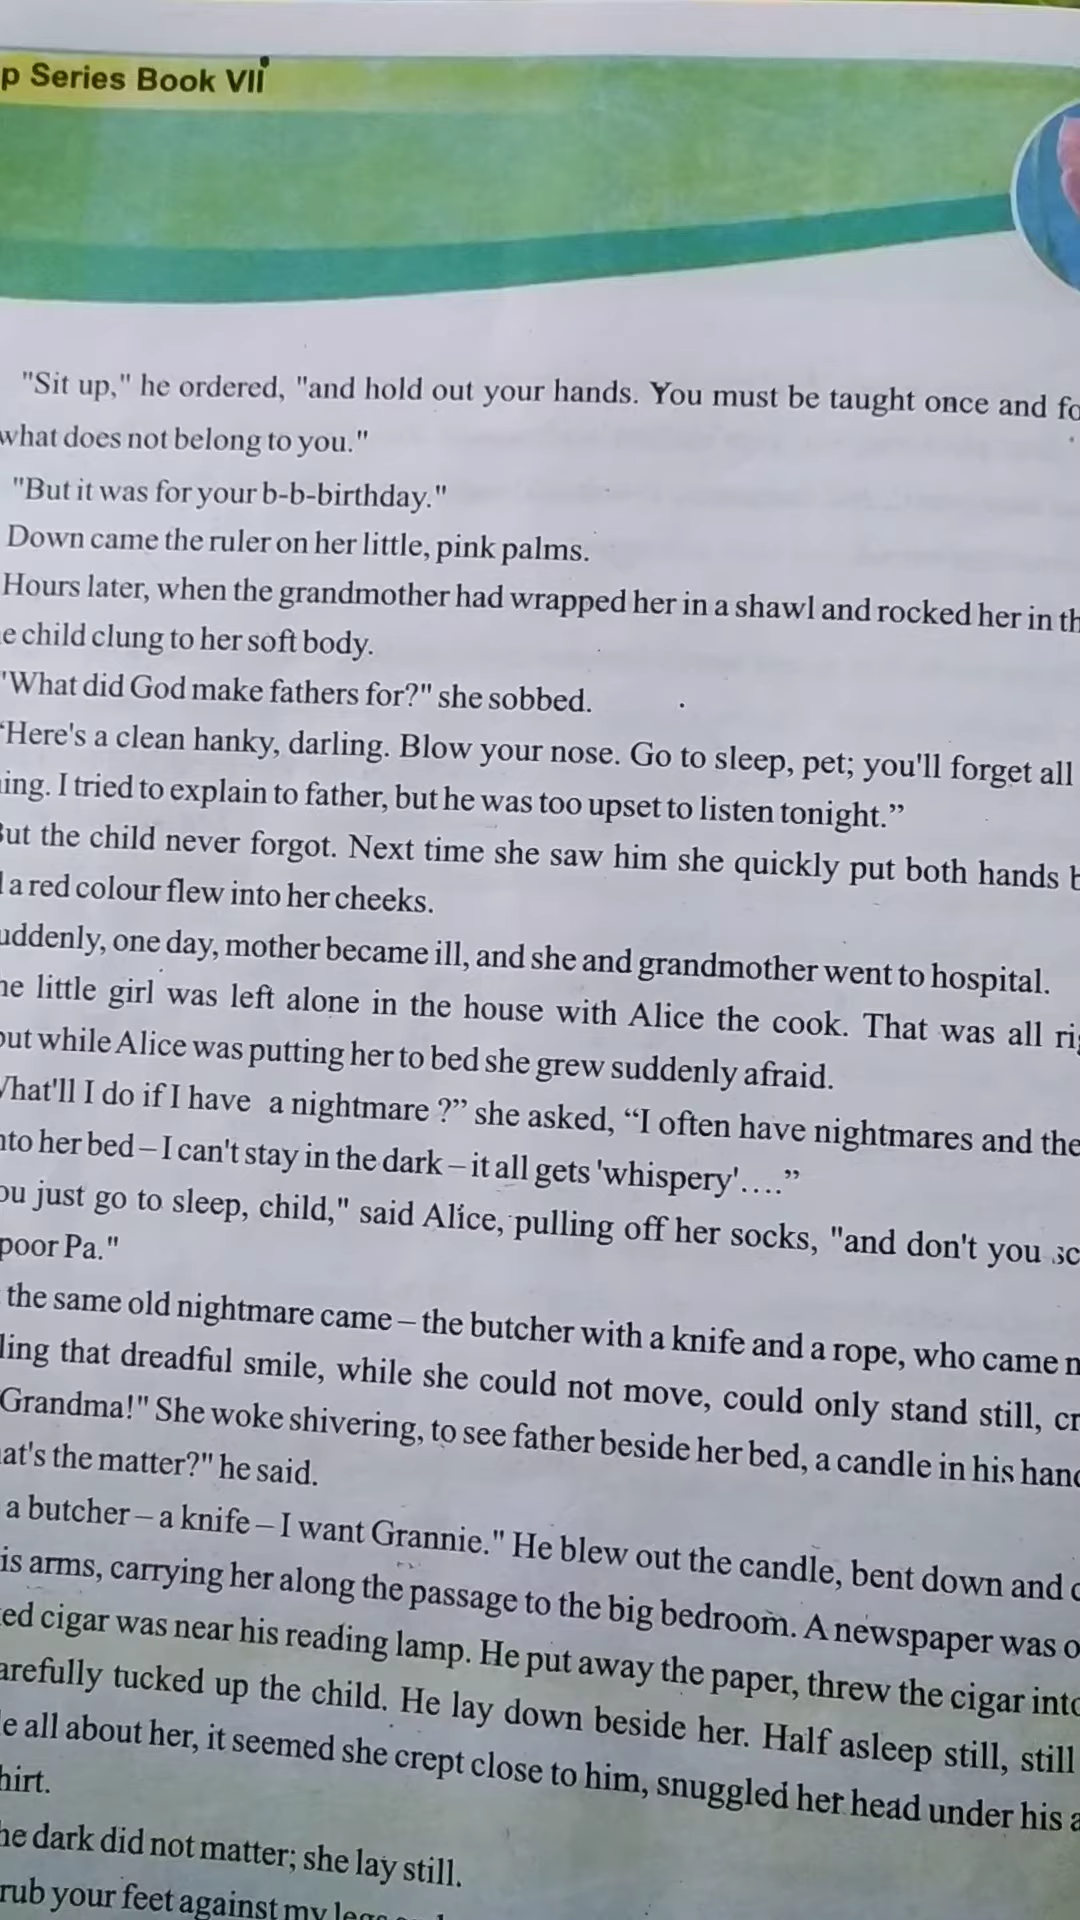 p Series Book VII
"Sit up," he ordered, "and hold out your hands. You must be taught once and
what does not belong to you."
"But it was for your b-b-birthday."
Down came the ruler on her little, pink palms.
Hours later, when the grandmother had wrapped her in a shawl and rocked her in
child clung to her soft body.
"What did God make fathers for?" she sobbed.
“Here's a clean hanky, darling. Blow your nose. Go to sleep, pet; you'll forget all
ing. I tried to explain to father, but he was too upset to listen tonight.”
But the child never forgot. Next time she saw him she quickly put both hands
a red colour flew into her cheeks.
uddenly, one day, mother became ill, and she and grandmother went to hospital.
he little girl was left alone in the house with Alice the cook. That was all
but while Alice was putting her to bed she grew suddenly afraid.
What'll I do if I have a nightmare ?” she asked, “I often have nightmares and
nto her bed – I can't stay in the dark – it all gets 'whispery'....”
ou just go to sleep, child," said Alice, pulling off her socks, "and don't you
poor Pa."
the same old nightmare came – the butcher with a knife and a rope, who came
ling that dreadful smile, while she could not move, could only stand still,
Grandma!" She woke shivering, to see father beside her bed, a candle in his
at's the matter?" he said.
a butcher – a knife – I want Grannie." He blew out the candle, bent down and
is arms, carrying her along the passage to the big bedroom. A newspaper was
ed cigar was near his reading lamp. He put away the paper, threw the cigar
arefully tucked up the child. He lay down beside her. Half asleep still, still
e all about her, it seemed she crept close to him, snuggled her head under his
hirt.
he dark did not matter; she lay still.
rub your feet against my legs